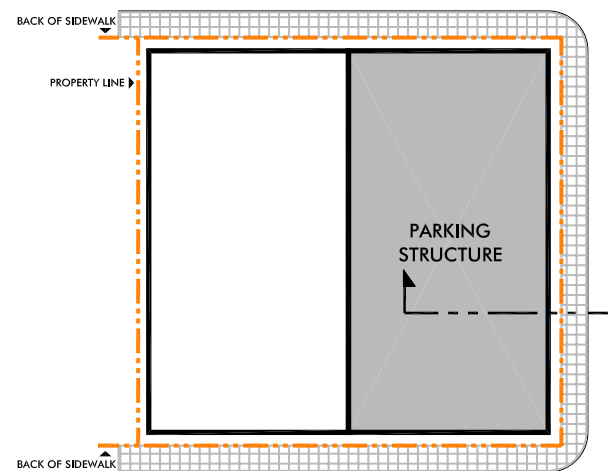 BACK OF SIDEWALK
PROPERTY LINE
PARKING
STRUCTURE
BACK OF SIDEWALK